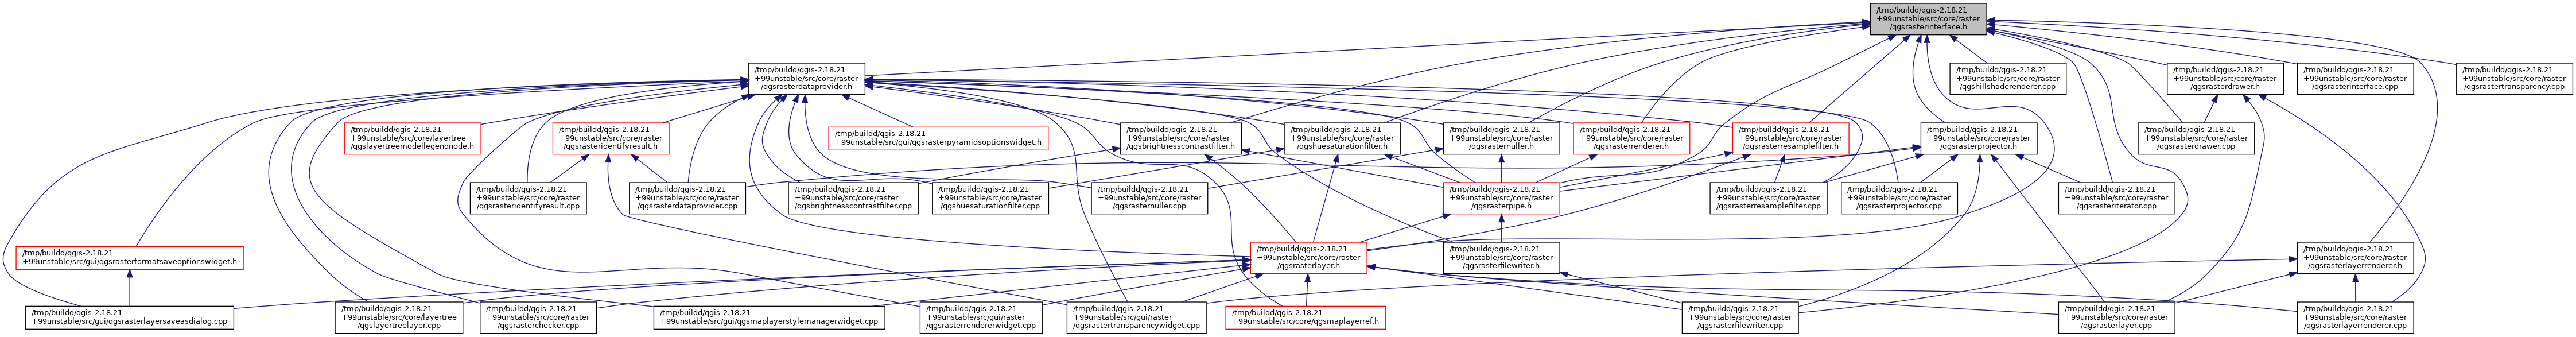 /tmp/buildd/qgis-2.18.21
+99unstable/src/core/raster
/qgsrasterinterface.h
/tmp/buildd/qgis-2.18.21
+99unstable/src/core/raster
/qgsrasterdataprovider.h
/tmp/buildd/qgis-2.18.21
+99unstable/src/core/raster
/qgshillshaderenderer.cpp
/tmp/buildd/qgis-2.18.21
+99unstable/src/core/raster
/qgsrasterdrawer.h
/tmp/buildd/qgis-2.18.21
+99unstable/src/core/raster
/qgsrasterinterface.cpp
/tmp/buildd/qgis-2.18.21
+99unstable/src/core/raster
/qgsrastertransparency.cpp
/tmp/buildd/qgis-2.18.21
+99unstable/src/core/layertree
/qgslayertreemodellegendnode.h
/tmp/buildd/qgis-2.18.21
+99unstable/src/core/raster
/qgsrasteridentifyresult.h
/tmp/buildd/qgis-2.18.21
+99unstable/src/gui/qgsrasterpyramidsoptionswidget.h
/tmp/buildd/qgis-2.18.21
+99unstable/src/core/raster
/qgsbrightnesscontrastfilter.h
/tmp/buildd/qgis-2.18.21
+99unstable/src/core/raster
/qgshuesaturationfilter.h
/tmp/buildd/qgis-2.18.21
+99unstable/src/core/raster
/qgsrasternuller.h
/tmp/buildd/qgis-2.18.21
+99unstable/src/core/raster
/qgsrasterrenderer.h
/tmp/buildd/qgis-2.18.21
+99unstable/src/core/raster
/qgsrasterresamplefilter.h
/tmp/buildd/qgis-2.18.21
+99unstable/src/core/raster
/qgsrasterprojector.h
/tmp/buildd/qgis-2.18.21
+99unstable/src/core/raster
/qgsrasterdrawer.cpp
/tmp/buildd/qgis-2.18.21
+99unstable/src/core/raster
/qgsrasteridentifyresult.cpp
/tmp/buildd/qgis-2.18.21
+99unstable/src/core/raster
/qgsrasterdataprovider.cpp
/tmp/buildd/qgis-2.18.21
+99unstable/src/core/raster
/qgsbrightnesscontrastfilter.cpp
/tmp/buildd/qgis-2.18.21
+99unstable/src/core/raster
/qgshuesaturationfilter.cpp
/tmp/buildd/qgis-2.18.21
+99unstable/src/core/raster
/qgsrasternuller.cpp
/tmp/buildd/qgis-2.18.21
+99unstable/src/core/raster
/qgsrasterpipe.h
/tmp/buildd/qgis-2.18.21
+99unstable/src/core/raster
/qgsrasterresamplefilter.cpp
/tmp/buildd/qgis-2.18.21
+99unstable/src/core/raster
/qgsrasterprojector.cpp
/tmp/buildd/qgis-2.18.21
+99unstable/src/core/raster
/qgsrasteriterator.cpp
/tmp/buildd/qgis-2.18.21
+99unstable/src/gui/qgsrasterformatsaveoptionswidget.h
/tmp/buildd/qgis-2.18.21
+99unstable/src/core/raster
/qgsrasterlayer.h
/tmp/buildd/qgis-2.18.21
+99unstable/src/core/raster
/qgsrasterfilewriter.h
/tmp/buildd/qgis-2.18.21
+99unstable/src/core/raster
/qgsrasterlayerrenderer.h
/tmp/buildd/qgis-2.18.21
+99unstable/src/gui/qgsrasterlayersaveasdialog.cpp
/tmp/buildd/qgis-2.18.21
+99unstable/src/core/layertree
/qgslayertreelayer.cpp
/tmp/buildd/qgis-2.18.21
+99unstable/src/core/raster
/qgsrasterchecker.cpp
/tmp/buildd/qgis-2.18.21
+99unstable/src/gui/qgsmaplayerstylemanagerwidget.cpp
/tmp/buildd/qgis-2.18.21
+99unstable/src/gui/raster
/qgsrasterrendererwidget.cpp
/tmp/buildd/qgis-2.18.21
+99unstable/src/gui/raster
/qgsrastertransparencywidget.cpp
/tmp/buildd/qgis-2.18.21
+99unstable/src/core/qgsmaplayerref.h
/tmp/buildd/qgis-2.18.21
+99unstable/src/core/raster
/qgsrasterfilewriter.cpp
/tmp/buildd/qgis-2.18.21
+99unstable/src/core/raster
/qgsrasterlayer.cpp
/tmp/buildd/qgis-2.18.21
+99unstable/src/core/raster
/qgsrasterlayerrenderer.cpp